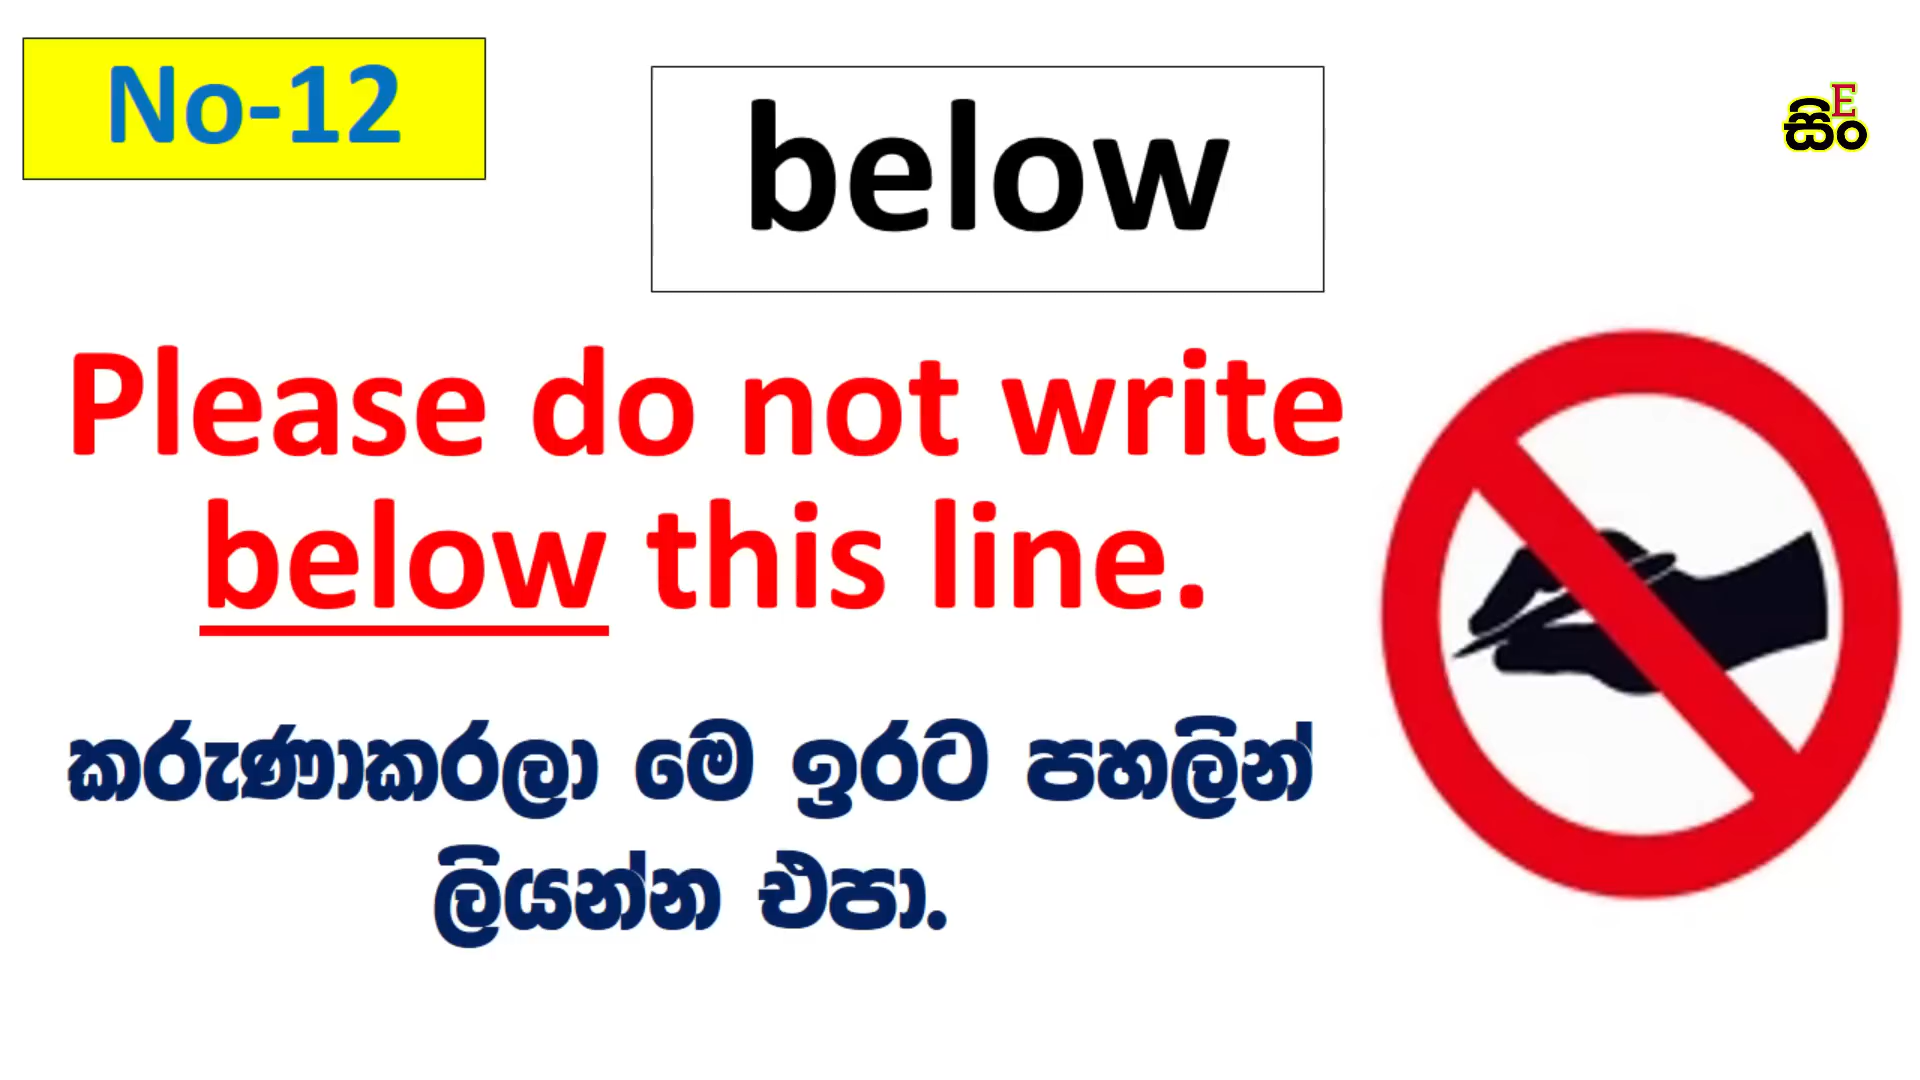 No-12
below
E
සිං
Please do not write
below this line.
කරුණාකරලා මෙ ඉරට පහලින්
ලියන්න එපා.